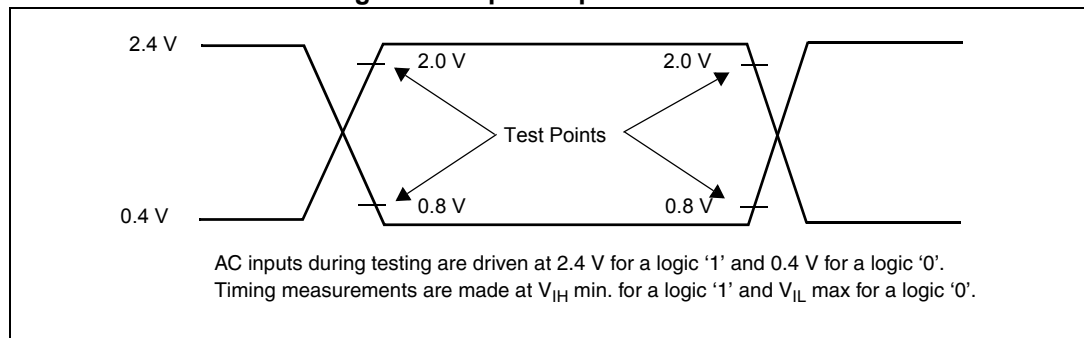 2.4 V
2.0 V
2.0 V
Test Points
0.8 V
0.8 V
0.4 V
AC inputs during testing are driven at 2.4 V for a logic ‘1’ and 0.4 V for a logic ‘0’.
Timing measurements are made at VIH min. for a logic ‘1’ and VIL max for a logic ‘0’.